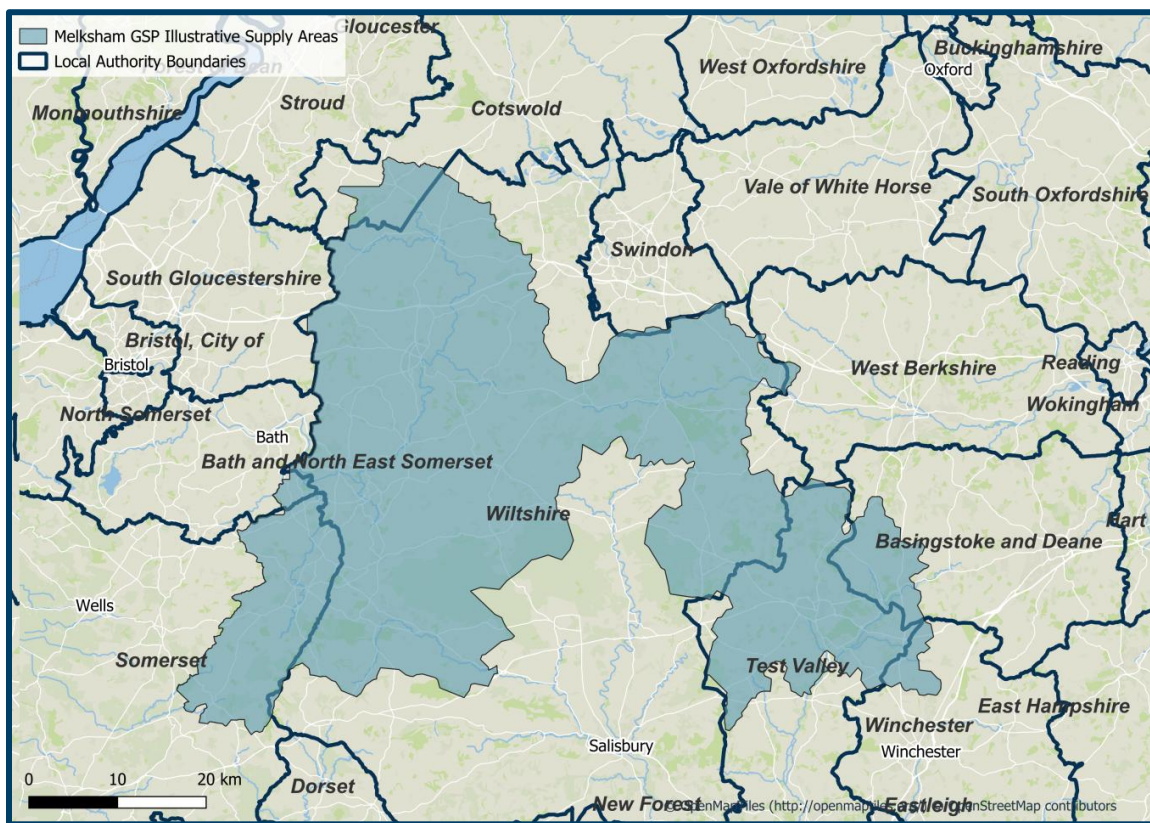 Melksham GSP Illustrative Supply Areas
Local Authority Boundaries
Gloucester
Buckinghamshire
West Oxfordshire
Oxford
Monmouthshire
Stroud
Cotswold
Vale of White Horse
South Oxfordshire
Swindon
South Gloucestershire
Bristol, City of
Bristol
West Berkshire
Reading
Wokingham
North Somerset
Bath
Bath and North East Somerset
Wiltshire
Hart
Basingstoke and Deane
Wells
Somerset
Test Valley
East Hampshire
Winchester
Salisbury
Winchester
0 10 20 km
Dorset
New Forest
Eastleigh
OpenStreetMap contributors